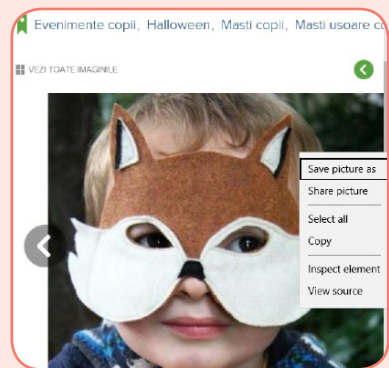 Evenimente copii, Halloween, Masti copii, Masti usoare
VEZI TOATE IMAGINILE
Save picture as
Share picture
Select all
Copy
Inspect element
View source